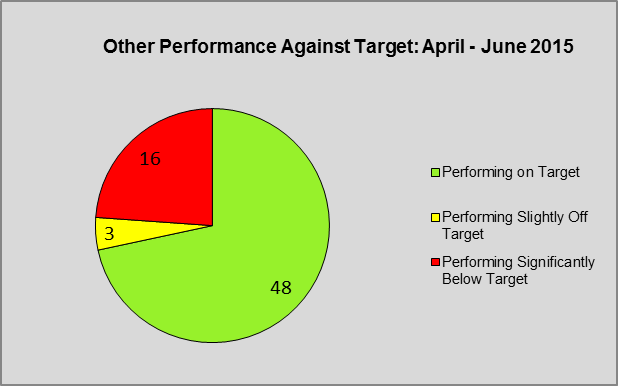 Other Performance Against Target: April - June 2015
16
3
48
Performing on Target
Performing Slightly Off
Target
Performing Significantly
Below Target